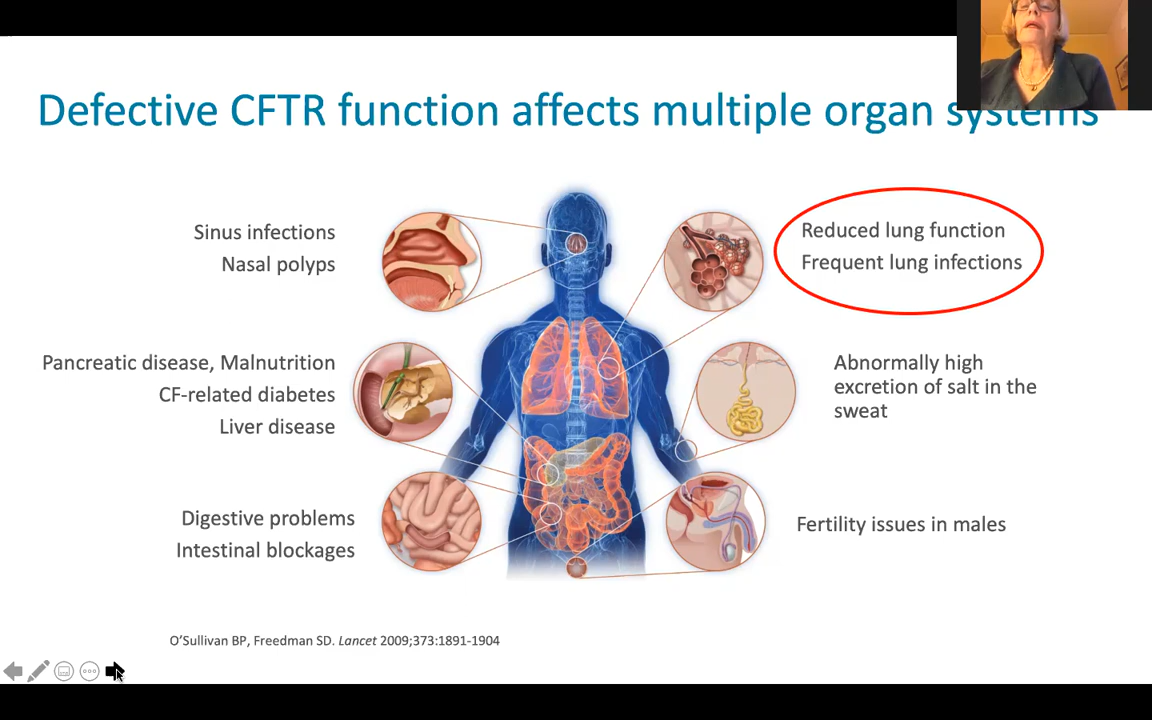 Defective CFTR function affects multiple organ systems
Sinus infections
Nasal polyps
Reduced lung function
Frequent lung infections
Pancreatic disease, Malnutrition
CF-related diabetes
Liver disease
Abnormally high
excretion of salt in the
sweat
Digestive problems
Intestinal blockages
Fertility issues in males
O’Sullivan BP, Freedman SD. Lancet 2009;373:1891-1904